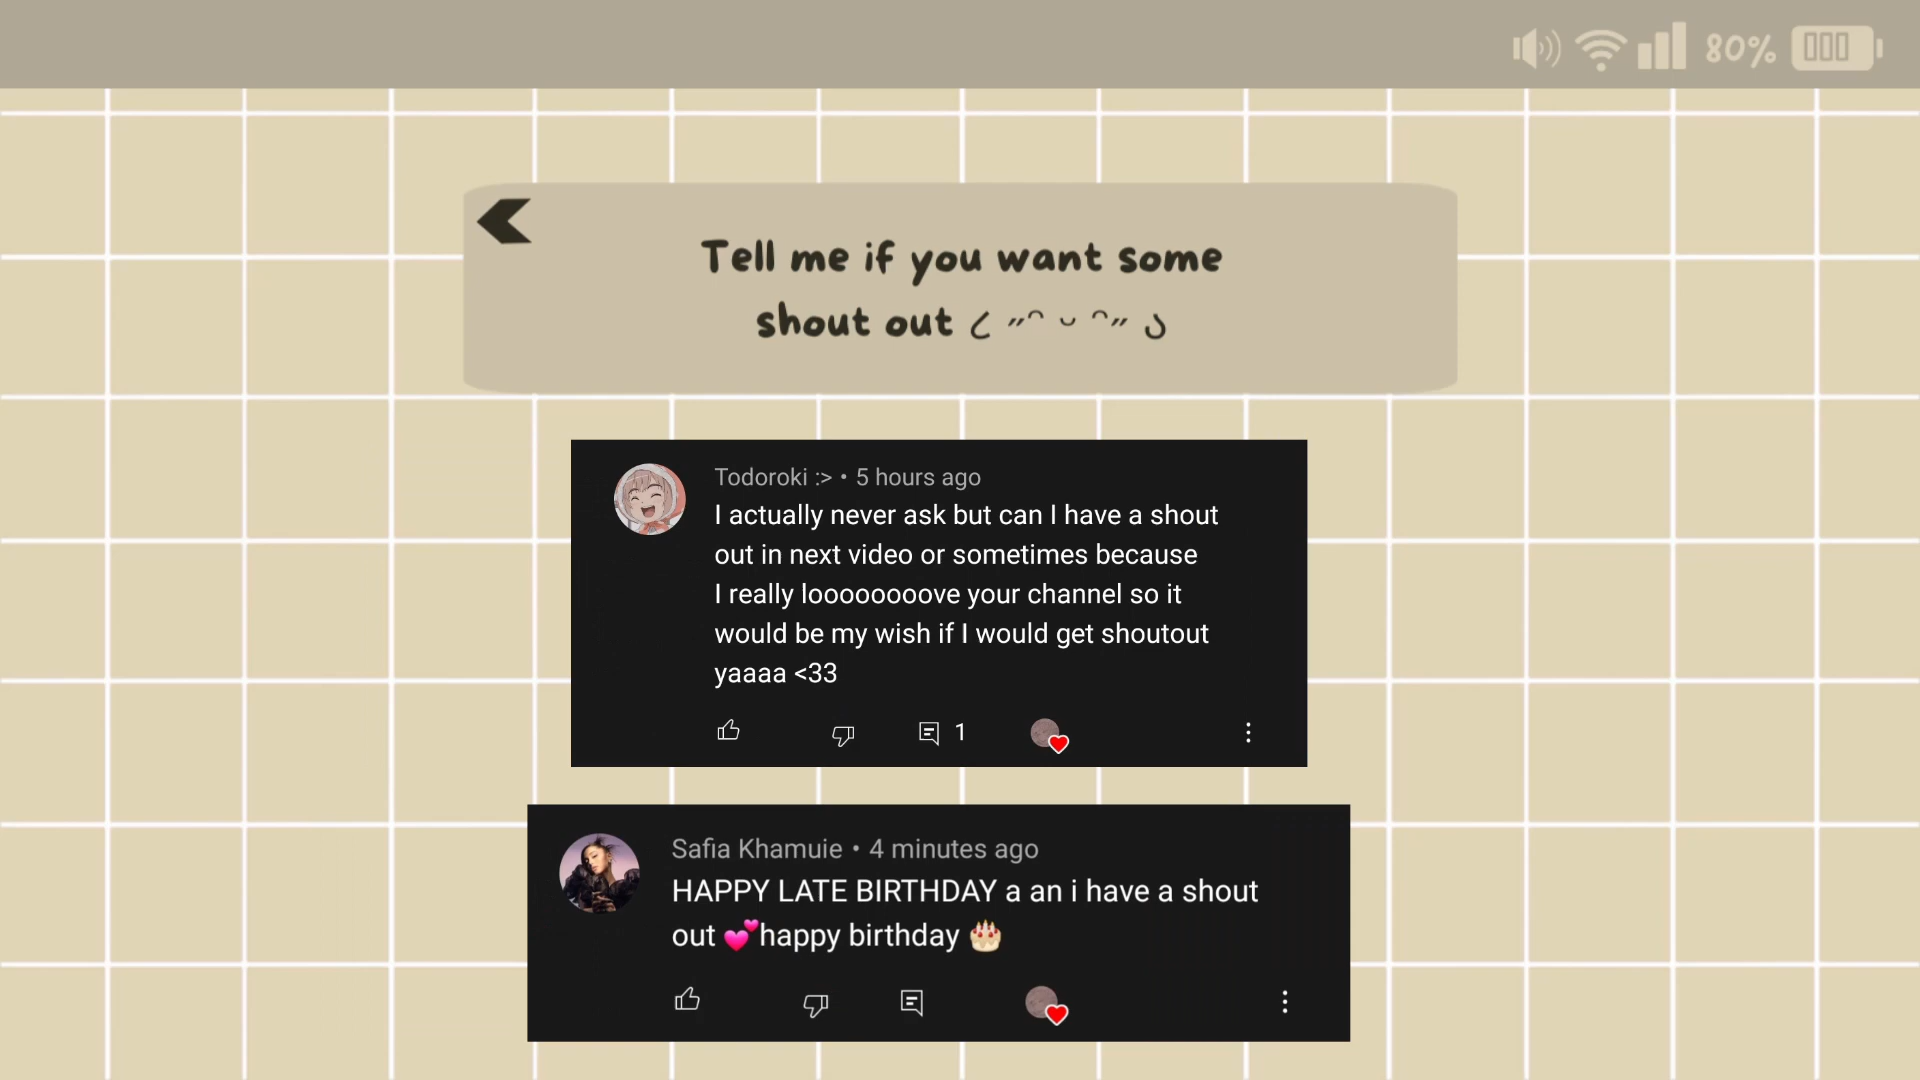 80%
Tell me if you want some
shout out ૮ ˶ᵔ ᵕ ᵔ˶ ა
Todoroki :> • 5 hours ago
I actually never ask but can I have a shout
out in next video or sometimes because
I really looooooooove your channel so it
would be my wish if I would get shoutout
yaaaa <33
1
Safia Khamuie • 4 minutes ago
HAPPY LATE BIRTHDAY a an i have a shout
out 💕happy birthday 🎂